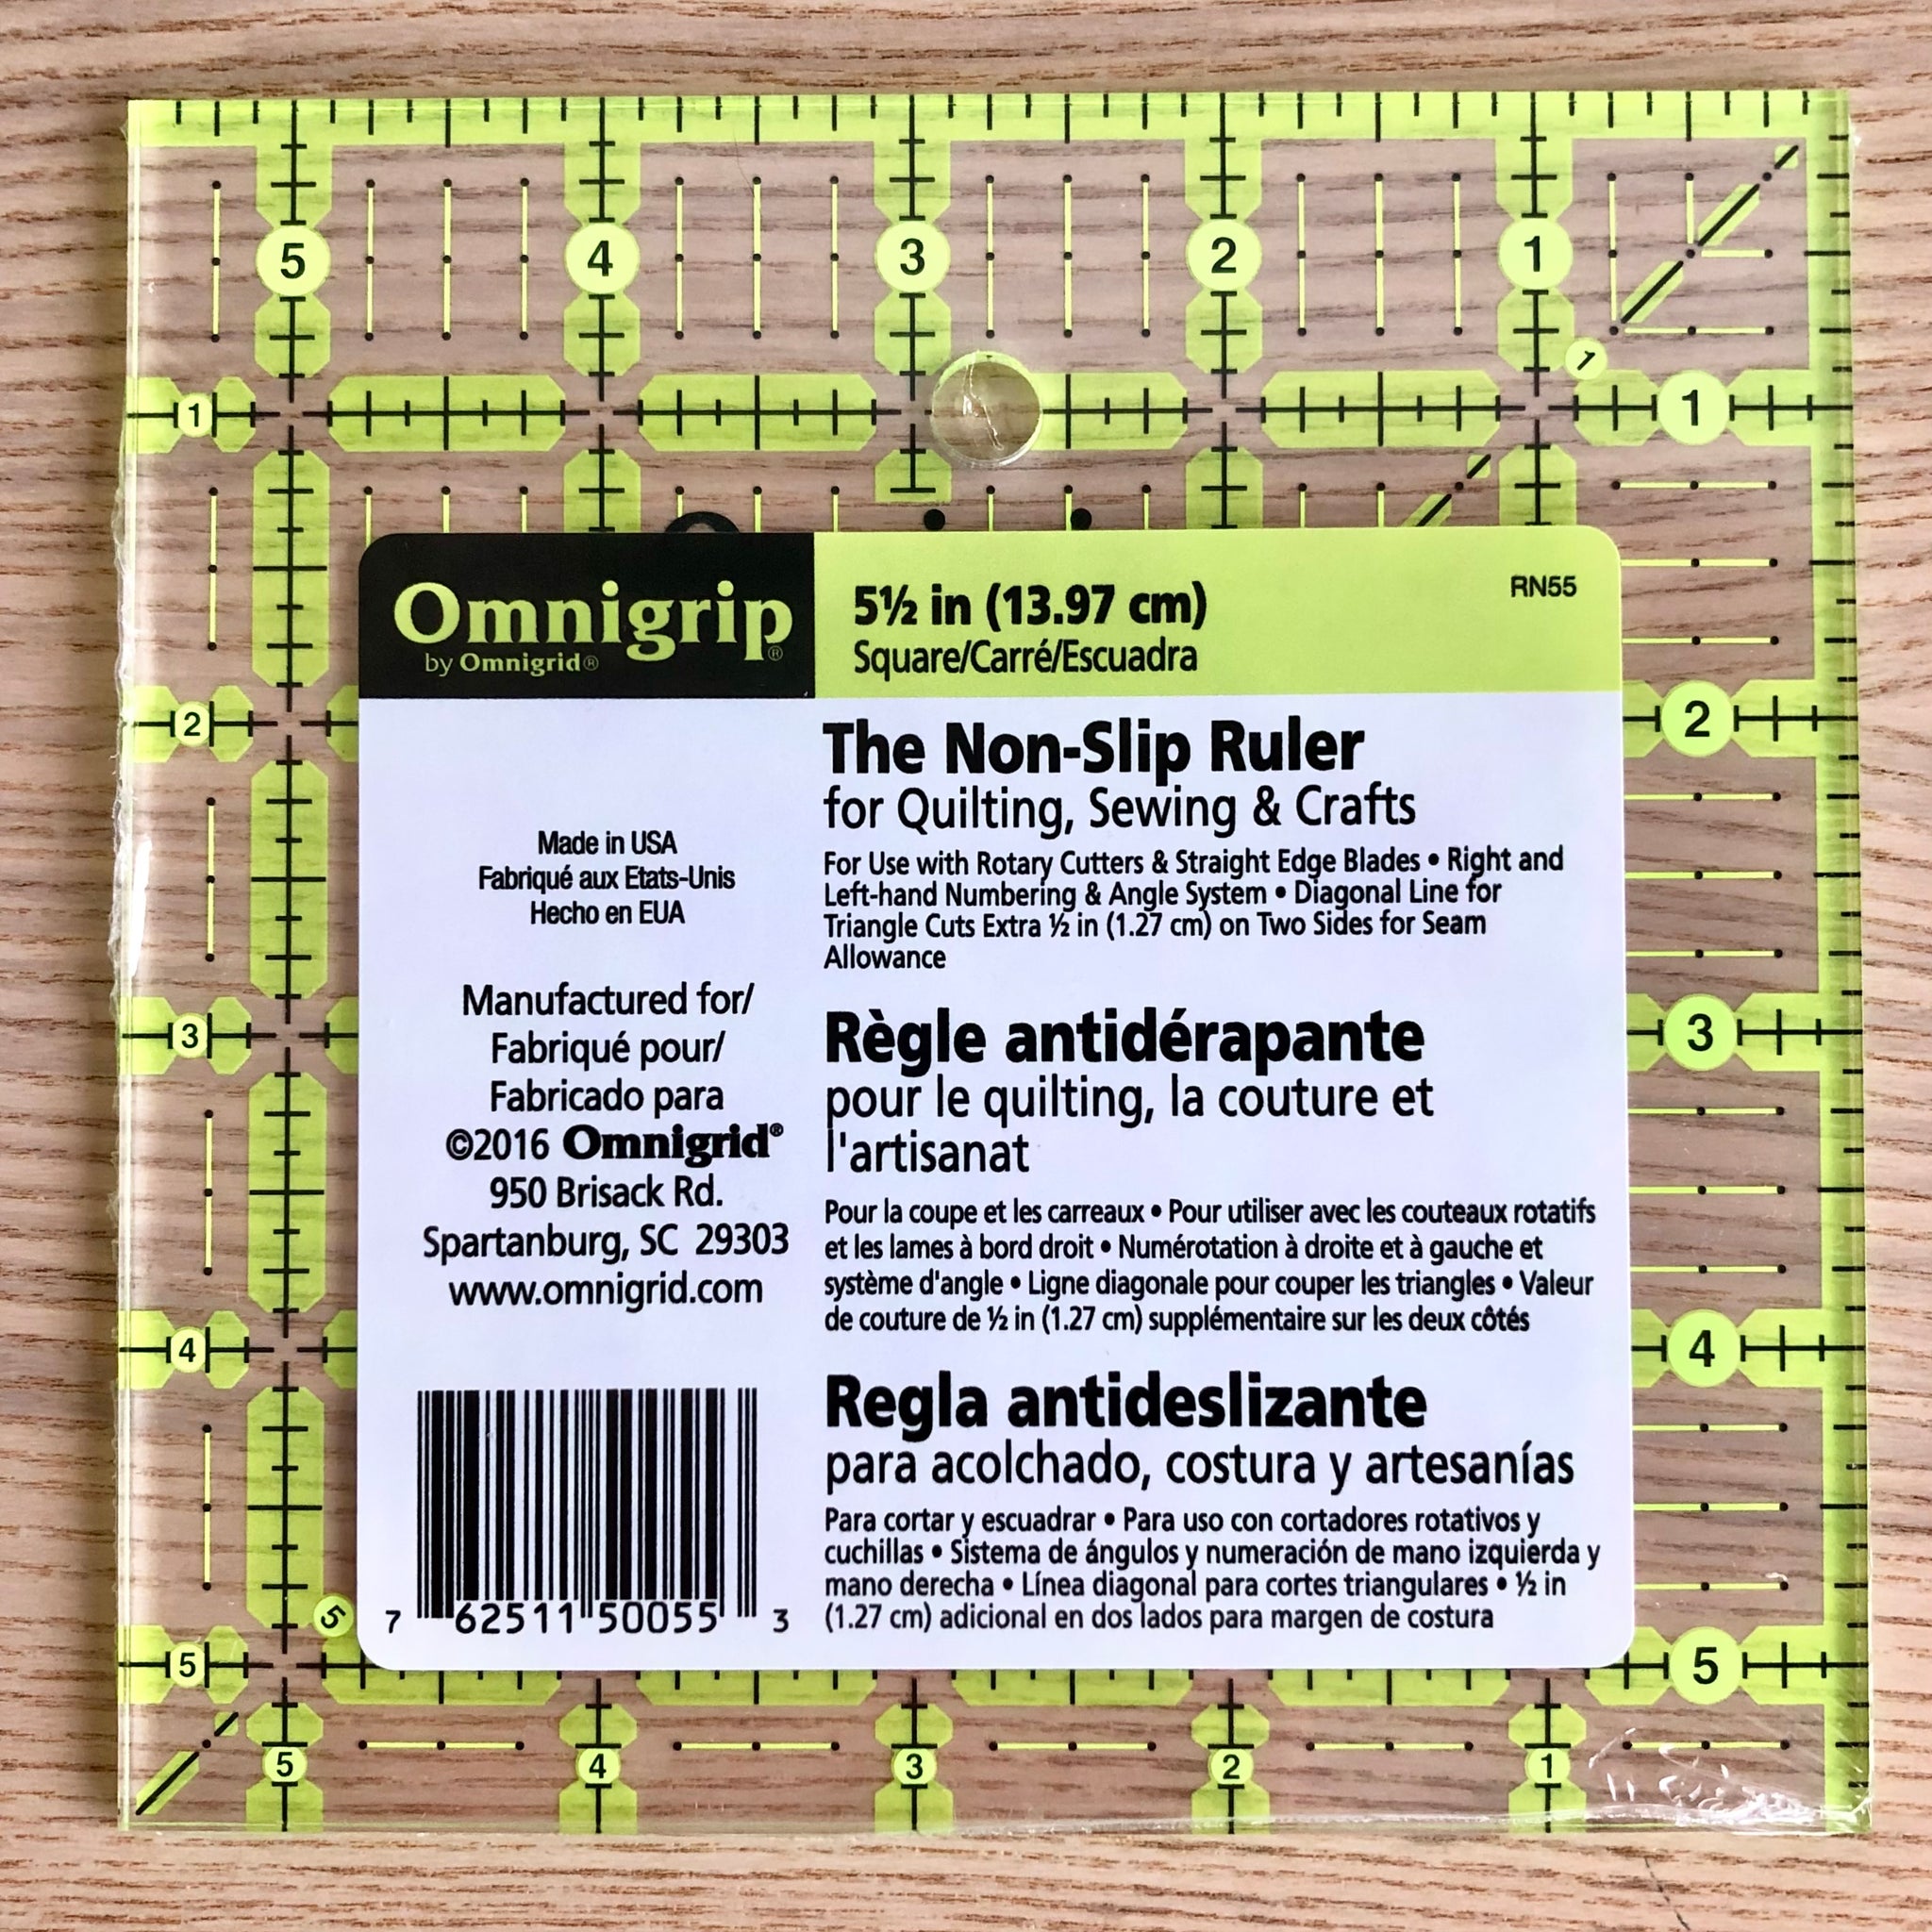 5 4 3 2 1
1
1 1
Omnigrip®
by Omnigrid®
5½ in (13.97 cm)
Square/Carré/Escuadra
RN55
2 2
3 3
4 4
5 5
5
Made in USA
Fabriqué aux Etats-Unis
Hecho en EUA
Manufactured for/
Fabriqué pour/
Fabricado para
©2016 Omnigrid®
950 Brisack Rd.
Spartanburg, SC 29303
www.omnigrid.com
7 62511 50055 3
The Non-Slip Ruler
for Quilting, Sewing & Crafts
For Use with Rotary Cutters & Straight Edge Blades • Right and
Left-hand Numbering & Angle System • Diagonal Line for
Triangle Cuts Extra ½ in (1.27 cm) on Two Sides for Seam
Allowance
Règle antidérapante
pour le quilting, la couture et
l'artisanat
Pour la coupe et les carreaux • Pour utiliser avec les couteaux rotatifs
et les lames à bord droit • Numérotation à droite et à gauche et
système d'angle • Ligne diagonale pour couper les triangles • Valeur
de couture de ½ in (1.27 cm) supplémentaire sur les deux côtés
Regla antideslizante
para acolchado, costura y artesanías
Para cortar y escuadrar • Para uso con cortadores rotativos y
cuchillas • Sistema de ángulos y numeración de mano izquierda y
mano derecha • Línea diagonal para cortes triangulares • ½ in
(1.27 cm) adicional en dos lados para margen de costura
5 4 3 2 1